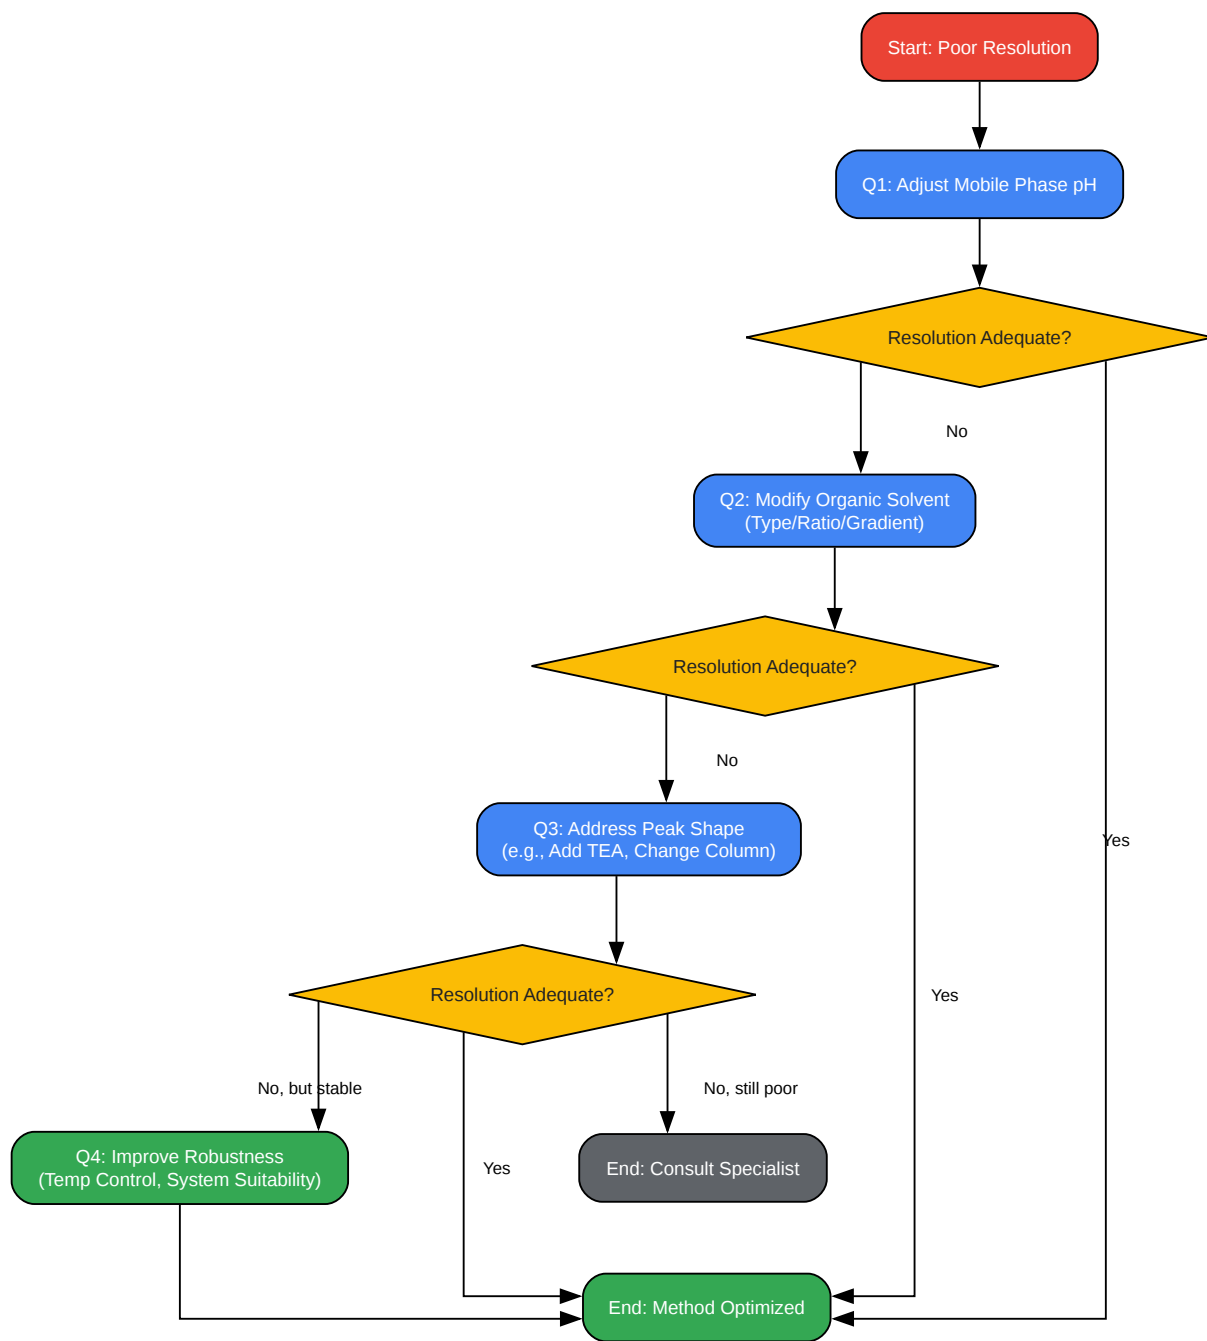 Start: Poor Resolution
Q1: Adjust Mobile Phase pH
Resolution Adequate?
No
Q2: Modify Organic Solvent
(Type/Ratio/Gradient)
Resolution Adequate?
No
Q3: Address Peak Shape
(e.g., Add TEA, Change Column)
Yes
Resolution Adequate?
Yes
No, but stable
No, still poor
Q4: Improve Robustness
(Temp Control, System Suitability)
Yes
End: Consult Specialist
End: Method Optimized